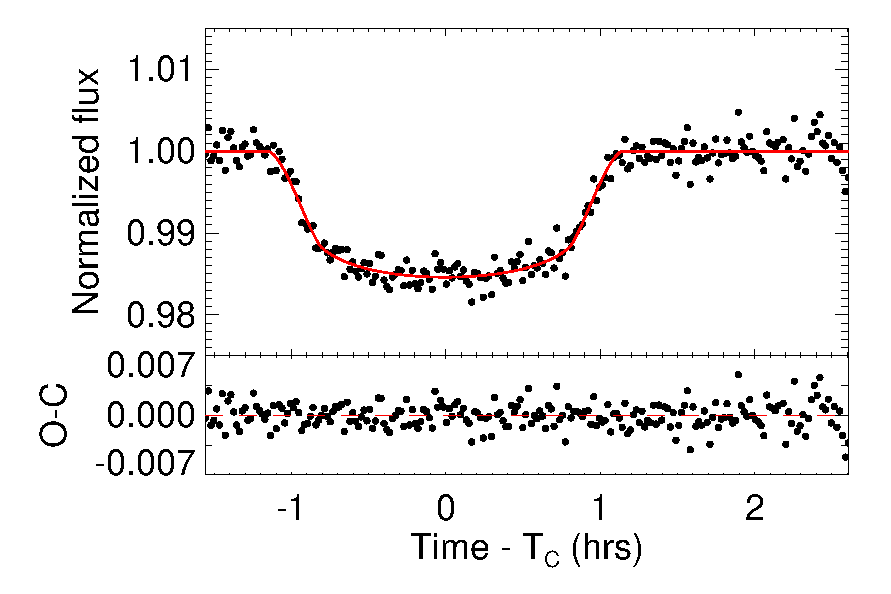 Normalized flux
1.01
1.00
0.99
0.98
O-C
0.007
0.000
-0.007
-1 0 1 2
Time - T_C (hrs)